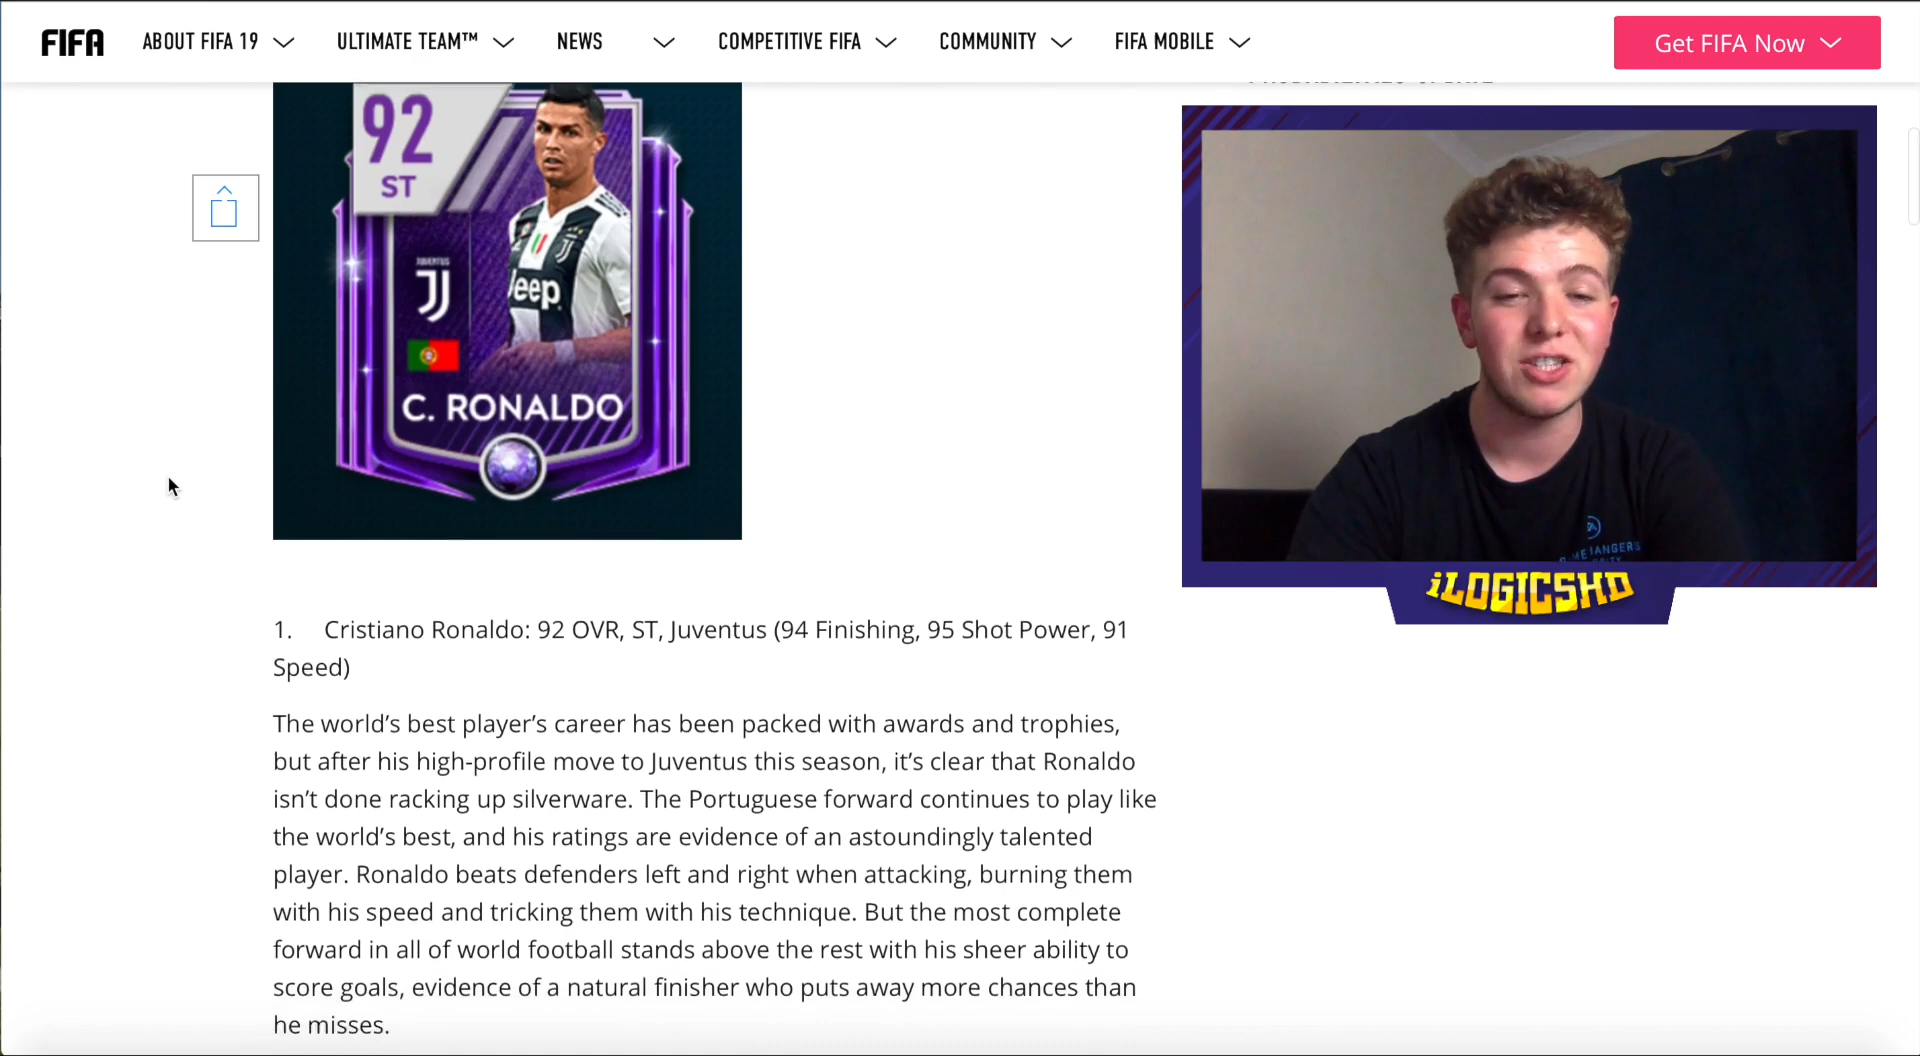 FIFA ABOUT FIFA 19 ULTIMATE TEAM™ NEWS COMPETITIVE FIFA COMMUNITY FIFA MOBILE Get FIFA Now
92
ST
JUVENTUS
Jeep
C. RONALDO
iLOGICSHD
1. Cristiano Ronaldo: 92 OVR, ST, Juventus (94 Finishing, 95 Shot Power, 91
Speed)
The world’s best player’s career has been packed with awards and trophies,
but after his high-profile move to Juventus this season, it’s clear that Ronaldo
isn’t done racking up silverware. The Portuguese forward continues to play like
the world’s best, and his ratings are evidence of an astoundingly talented
player. Ronaldo beats defenders left and right when attacking, burning them
with his speed and tricking them with his technique. But the most complete
forward in all of world football stands above the rest with his sheer ability to
score goals, evidence of a natural finisher who puts away more chances than
he misses.